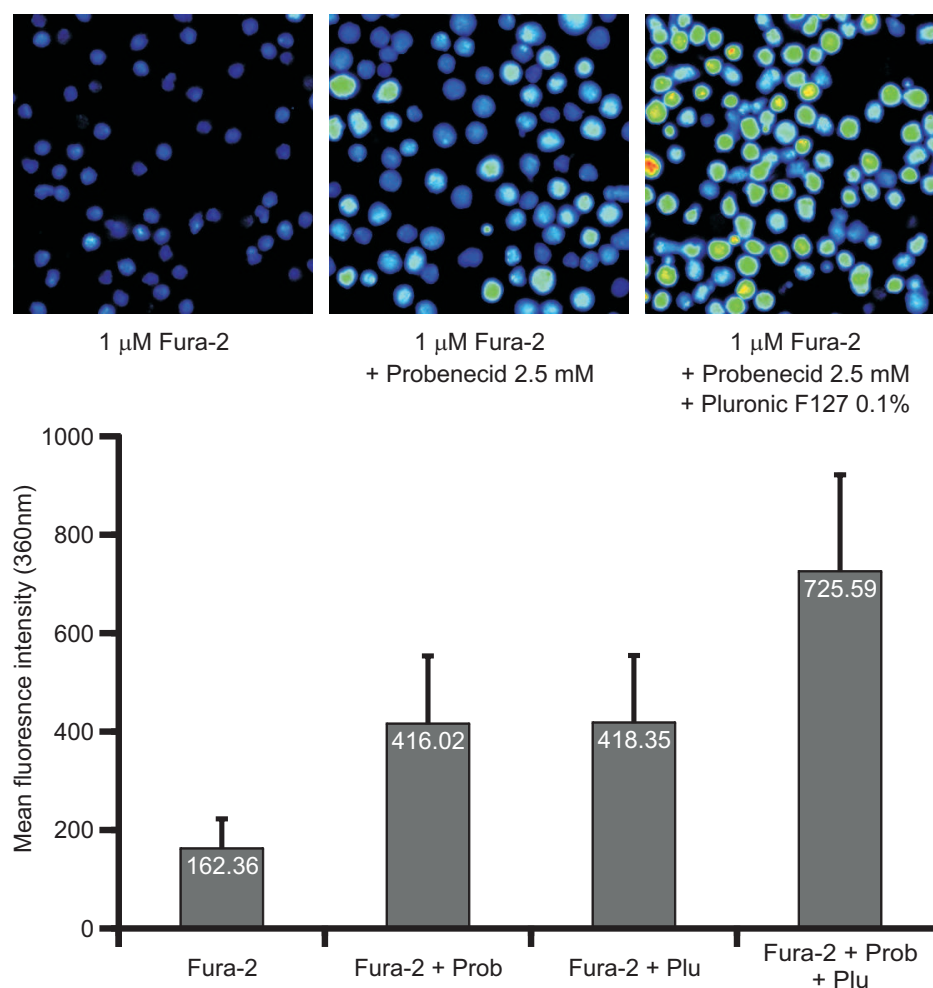 1 μM Fura-2
1 μM Fura-2
+ Probenecid 2.5 mM
1 μM Fura-2
+ Probenecid 2.5 mM
+ Pluronic F127 0.1%
Mean fluoresnce intensity (360nm)
1000
800
600
400
200
0
162.36
416.02
418.35
725.59
Fura-2
Fura-2 + Prob
Fura-2 + Plu
Fura-2 + Prob
+ Plu